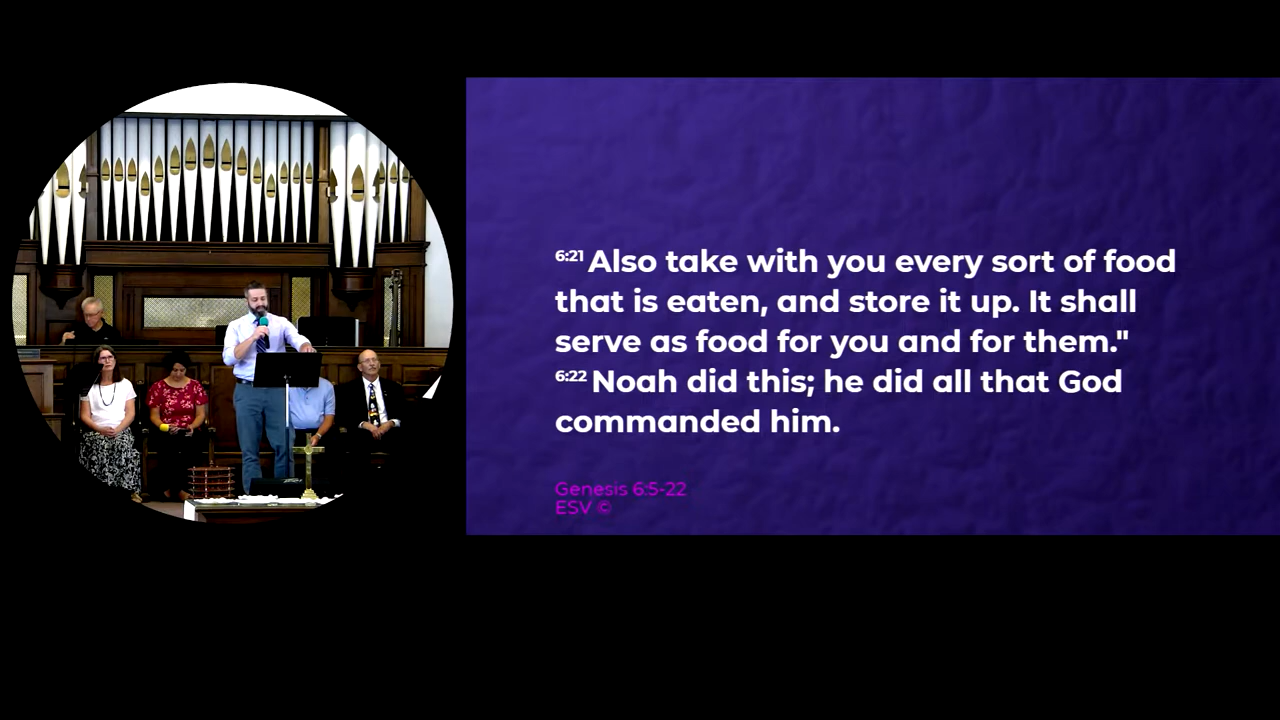 6:21 Also take with you every sort of food
that is eaten, and store it up. It shall
serve as food for you and for them."
6:22 Noah did this; he did all that God
commanded him.
Genesis 6:5-22
ESV ©